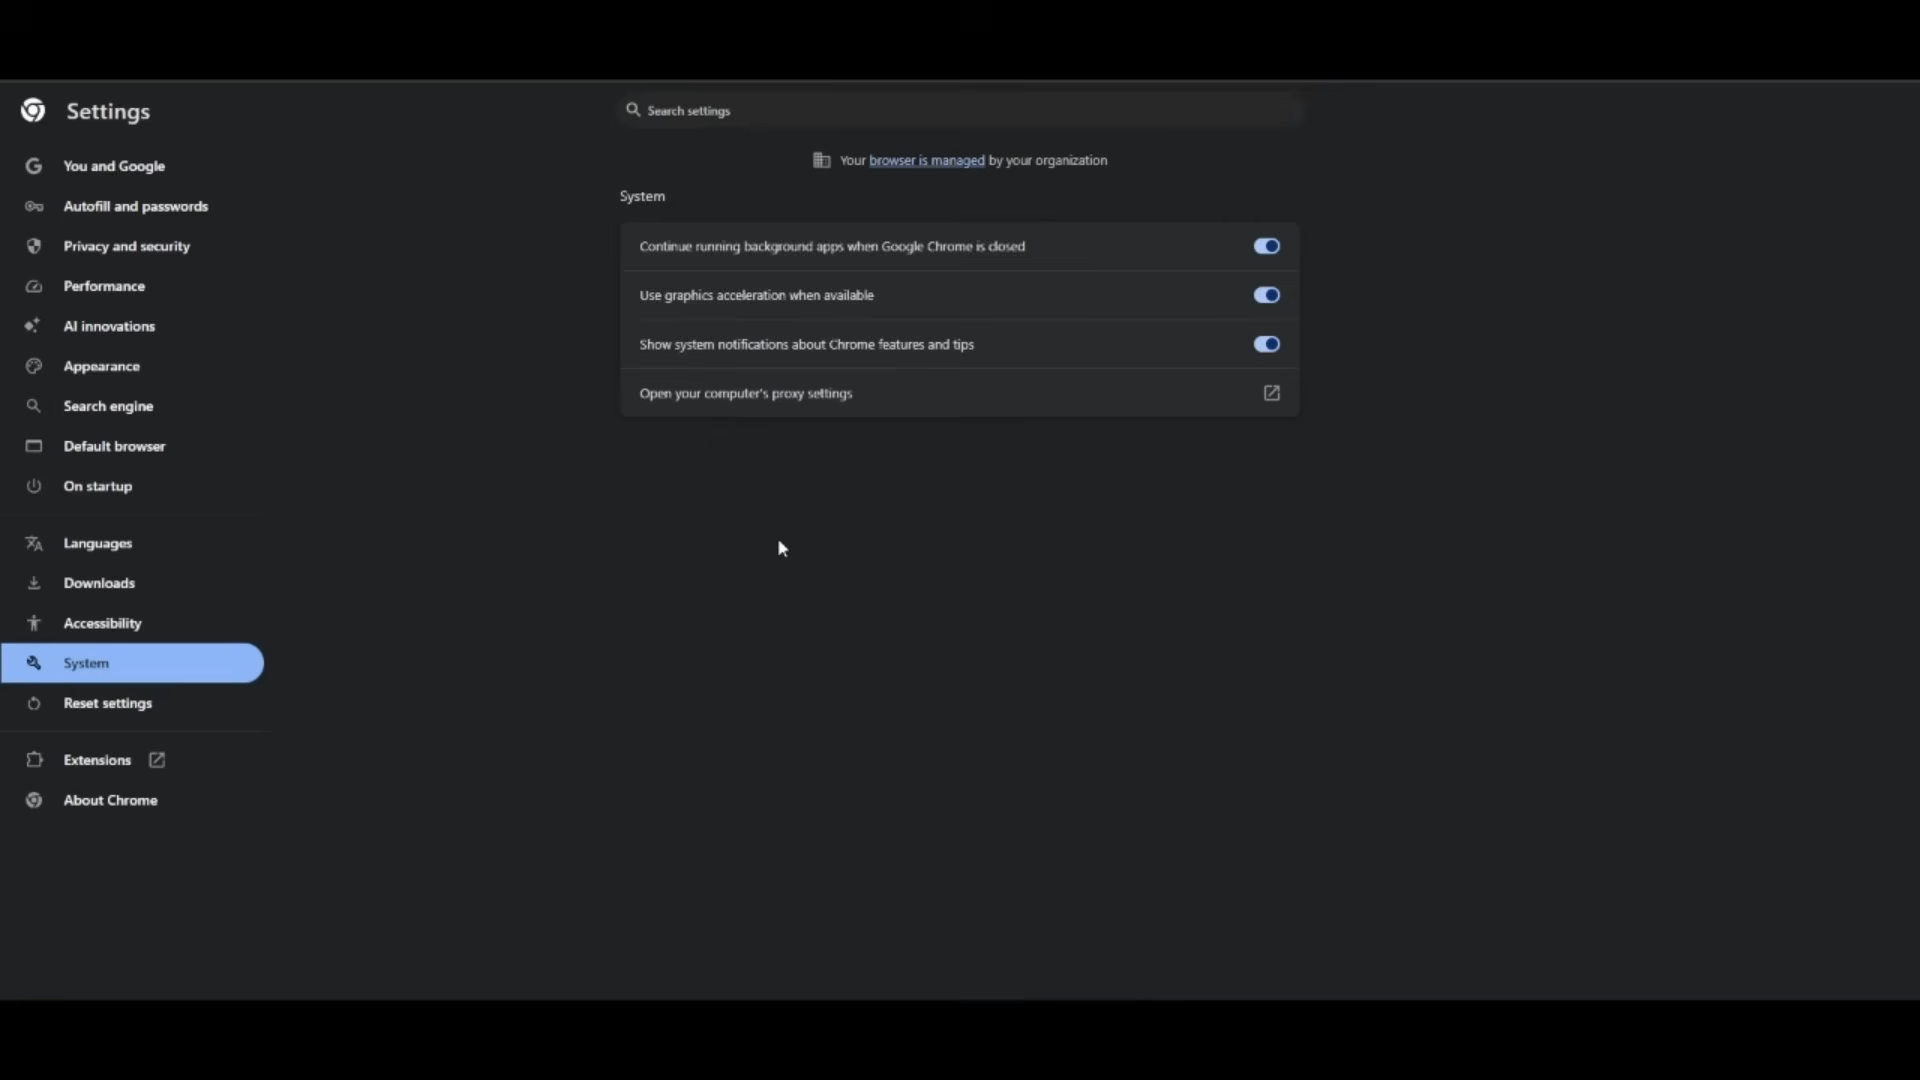 Settings
Search settings
Your browser is managed by your organization
You and Google
Autofill and passwords
Privacy and security
Performance
AI innovations
Appearance
Search engine
Default browser
On startup
Languages
Downloads
Accessibility
System
Reset settings
Extensions
About Chrome
System
Continue running background apps when Google Chrome is closed
Use graphics acceleration when available
Show system notifications about Chrome features and tips
Open your computer's proxy settings